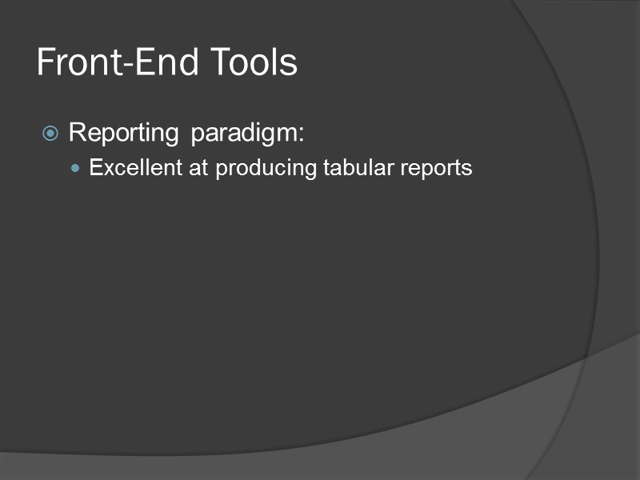 Front-End Tools
Reporting paradigm:
Excellent at producing tabular reports